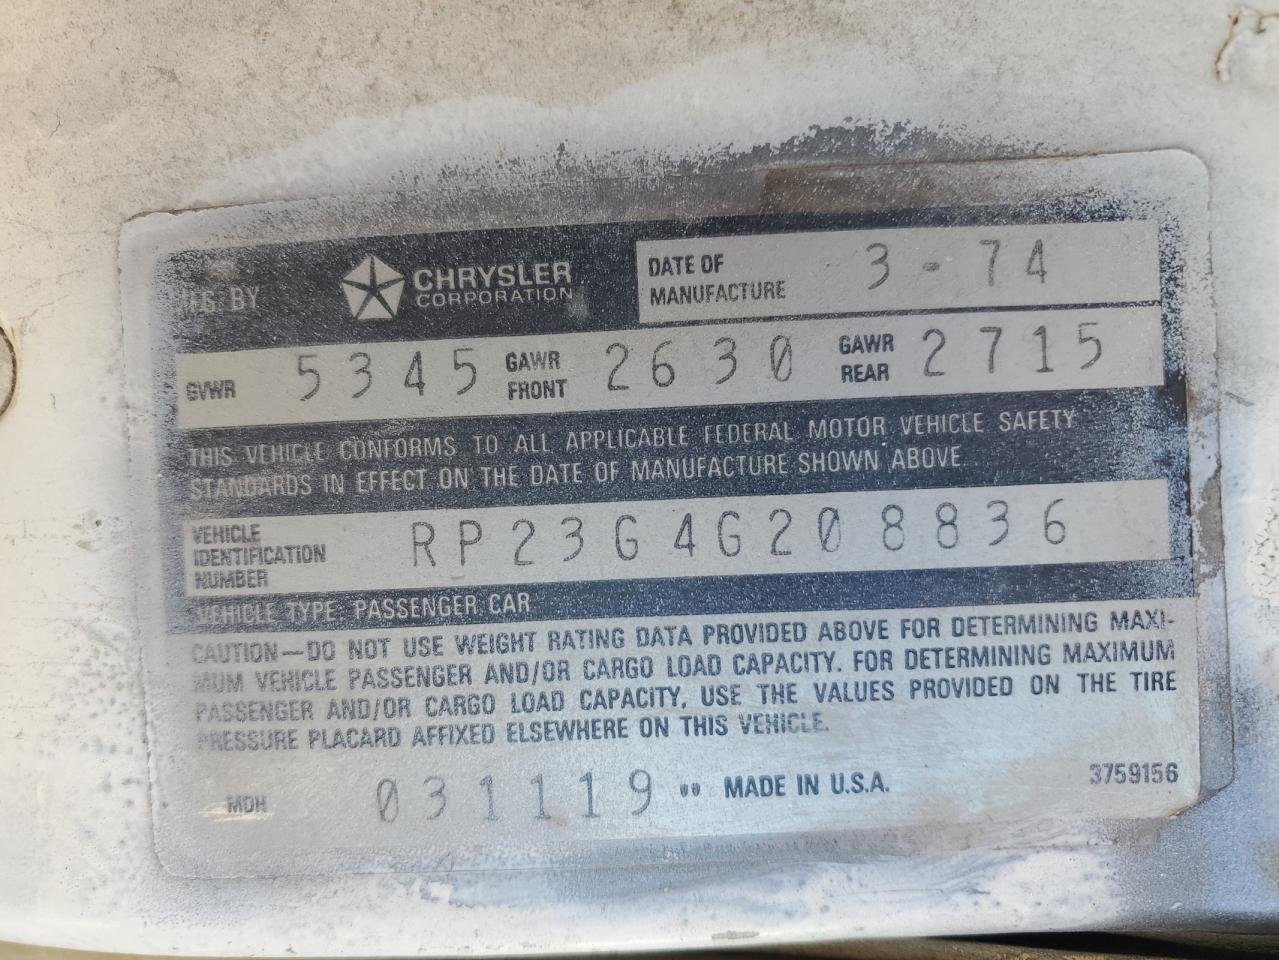 MFG. BY
CHRYSLER
CORPORATION
DATE OF
MANUFACTURE
3-74
GVWR 5345
GAWR
FRONT 2630
GAWR
REAR 2715
THIS VEHICLE CONFORMS TO ALL APPLICABLE FEDERAL MOTOR VEHICLE SAFETY
STANDARDS IN EFFECT ON THE DATE OF MANUFACTURE SHOWN ABOVE
VEHICLE
IDENTIFICATION
NUMBER
RP23G4G208836
VEHICLE TYPE: PASSENGER CAR
CAUTION—DO NOT USE WEIGHT RATING DATA PROVIDED ABOVE FOR DETERMINING MAXI-
MUM VEHICLE PASSENGER AND/OR CARGO LOAD CAPACITY. FOR DETERMINING MAXIMUM
PASSENGER AND/OR CARGO LOAD CAPACITY, USE THE VALUES PROVIDED ON THE TIRE
PRESSURE PLACARD AFFIXED ELSEWHERE ON THIS VEHICLE.
MDH 031119 "" MADE IN U.S.A. 3759156